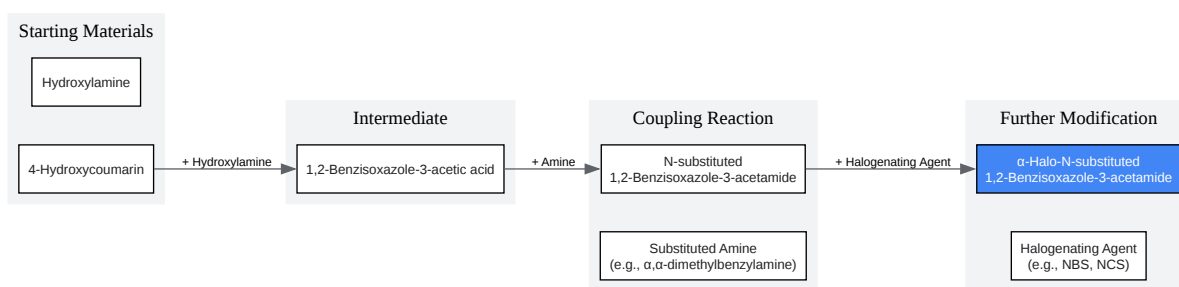 Starting Materials
Hydroxylamine
4-Hydroxycoumarin
+ Hydroxylamine
Intermediate
1,2-Benzisoxazole-3-acetic acid
+ Amine
Coupling Reaction
N-substituted
1,2-Benzisoxazole-3-acetamide
Substituted Amine
(e.g., α,α-dimethylbenzylamine)
+ Halogenating Agent
Further Modification
α-Halo-N-substituted
1,2-Benzisoxazole-3-acetamide
Halogenating Agent
(e.g., NBS, NCS)